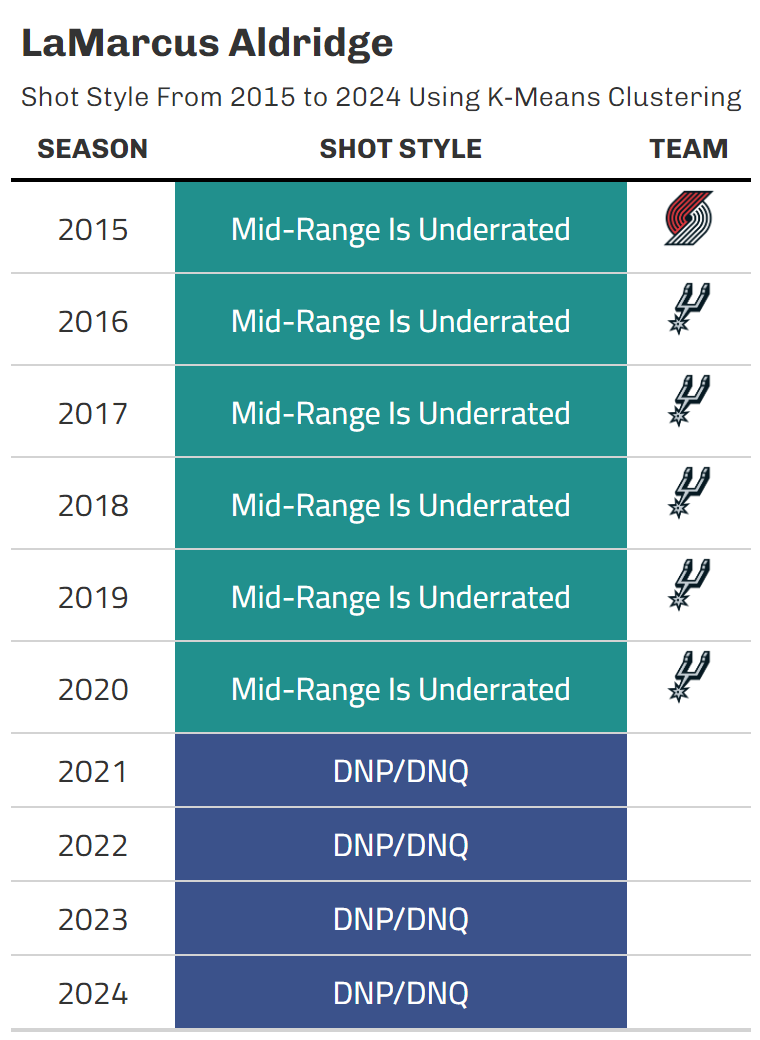 LaMarcus Aldridge
Shot Style From 2015 to 2024 Using K-Means Clustering
SEASON SHOT STYLE TEAM
2015 Mid-Range Is Underrated
2016 Mid-Range Is Underrated
2017 Mid-Range Is Underrated
2018 Mid-Range Is Underrated
2019 Mid-Range Is Underrated
2020 Mid-Range Is Underrated
2021 DNP/DNQ
2022 DNP/DNQ
2023 DNP/DNQ
2024 DNP/DNQ